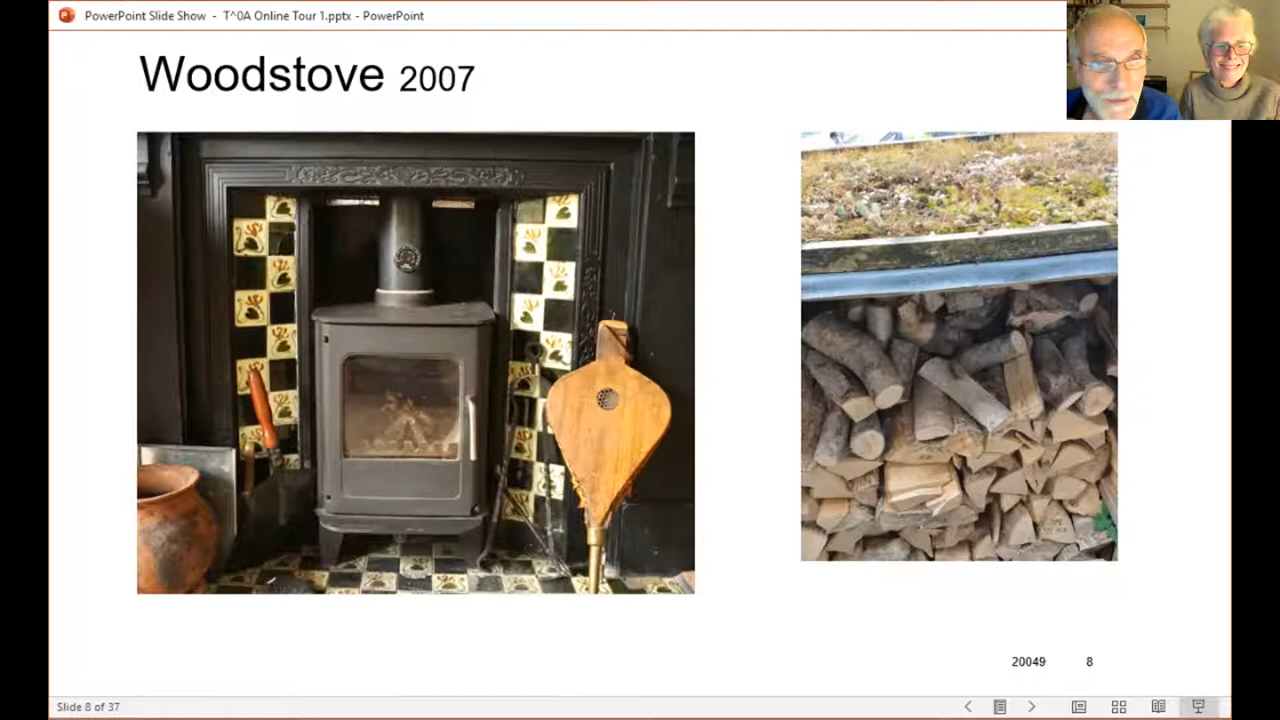 PowerPoint Slide Show - T^0A Online Tour 1.pptx - PowerPoint
Woodstove 2007
20049 8
Slide 8 of 37